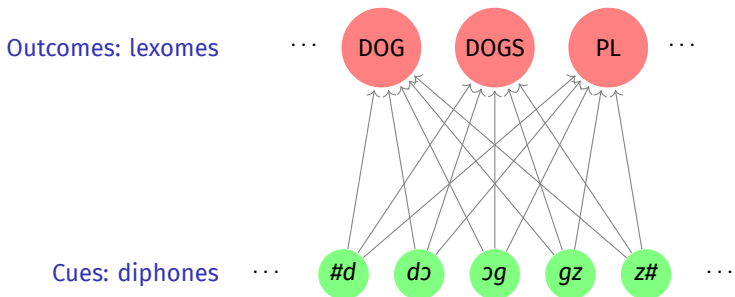 Outcomes: lexomes ··· DOG DOGS PL ···
Cues: diphones ··· #d dɔ ɔg gz z# ···